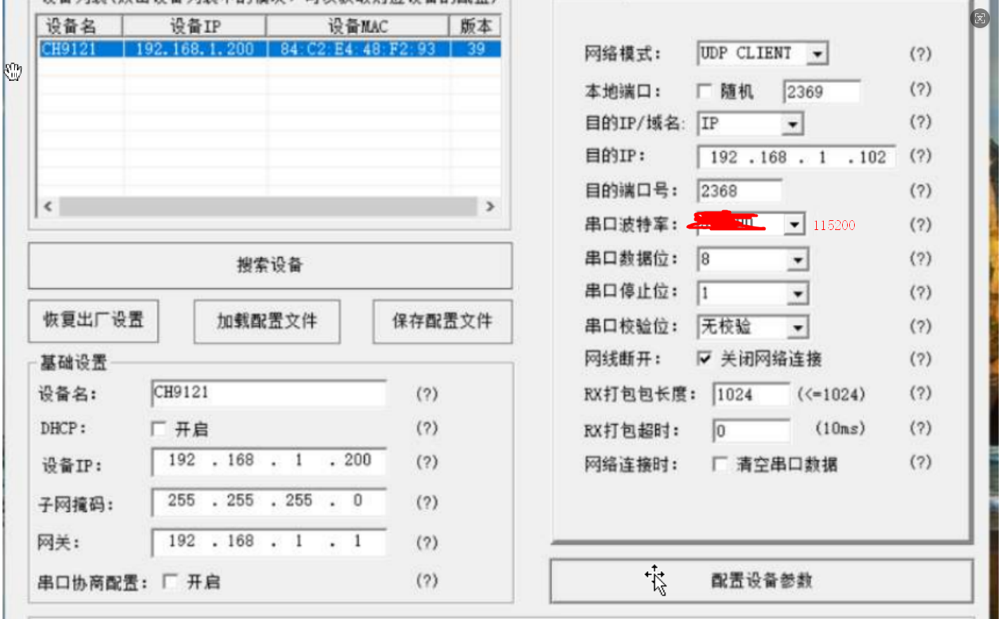 设备名 设备IP 设备MAC 版本
CH9121 192.168.1.200 84:C2:E4:48:F2:93 39
搜索设备
恢复出厂设置 加载配置文件 保存配置文件
基础设置
设备名: CH9121 (?)
DHCP: 开启 (?)
设备IP: 192 . 168 . 1 . 200 (?)
子网掩码: 255 . 255 . 255 . 0 (?)
网关: 192 . 168 . 1 . 1 (?)
串口协商配置: 开启 (?)
网络模式: UDP CLIENT (?)
本地端口: 随机 2369 (?)
目的IP/域名: IP (?)
目的IP: 192 . 168 . 1 . 102 (?)
目的端口号: 2368 (?)
串口波特率: 115200 (?)
串口数据位: 8 (?)
串口停止位: 1 (?)
串口校验位: 无校验 (?)
网线断开: 关闭网络连接 (?)
RX打包包长度: 1024 (<=1024) (?)
RX打包超时: 0 (10ms) (?)
网络连接时: 清空串口数据 (?)
配置设备参数